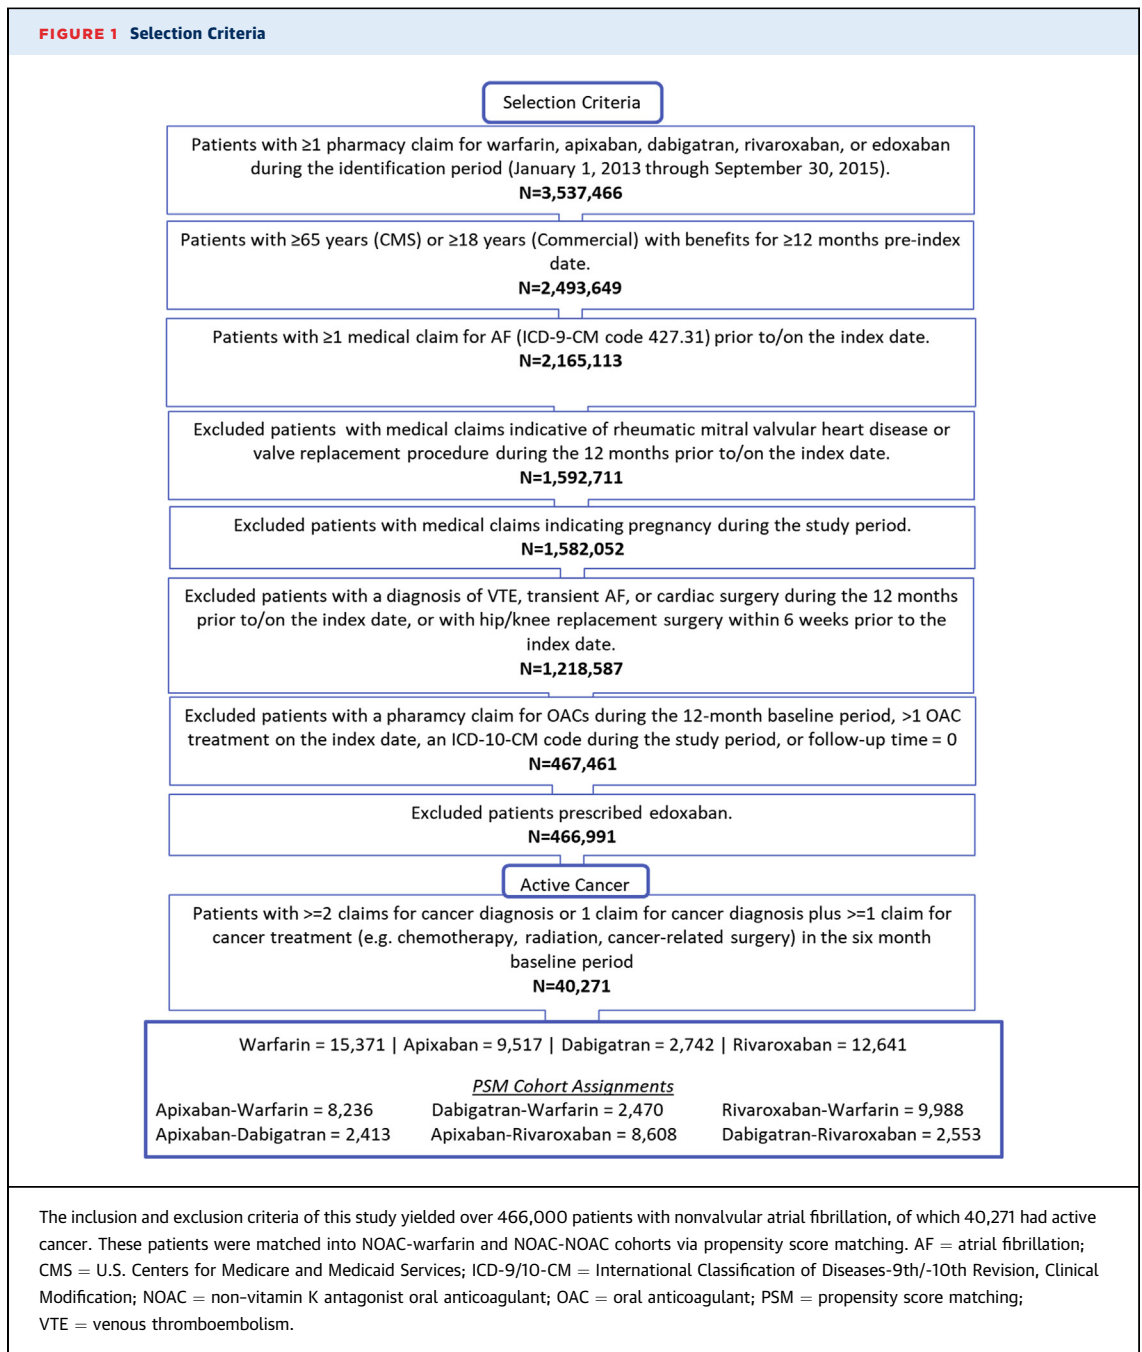 FIGURE 1 Selection Criteria
Selection Criteria
Patients with ≥1 pharmacy claim for warfarin, apixaban, dabigatran, rivaroxaban, or edoxaban
during the identification period (January 1, 2013 through September 30, 2015).
N=3,537,466
Patients with ≥65 years (CMS) or ≥18 years (Commercial) with benefits for ≥12 months pre-index
date.
N=2,493,649
Patients with ≥1 medical claim for AF (ICD-9-CM code 427.31) prior to/on the index date.
N=2,165,113
Excluded patients with medical claims indicative of rheumatic mitral valvular heart disease or
valve replacement procedure during the 12 months prior to/on the index date.
N=1,592,711
Excluded patients with medical claims indicating pregnancy during the study period.
N=1,582,052
Excluded patients with a diagnosis of VTE, transient AF, or cardiac surgery during the 12 months
prior to/on the index date, or with hip/knee replacement surgery within 6 weeks prior to the
index date.
N=1,218,587
Excluded patients with a pharamcy claim for OACs during the 12-month baseline period, >1 OAC
treatment on the index date, an ICD-10-CM code during the study period, or follow-up time = 0
N=467,461
Excluded patients prescribed edoxaban.
N=466,991
Active Cancer
Patients with >=2 claims for cancer diagnosis or 1 claim for cancer diagnosis plus >=1 claim for
cancer treatment (e.g. chemotherapy, radiation, cancer-related surgery) in the six month
baseline period
N=40,271
Warfarin = 15,371 | Apixaban = 9,517 | Dabigatran = 2,742 | Rivaroxaban = 12,641
PSM Cohort Assignments
Apixaban-Warfarin = 8,236 Dabigatran-Warfarin = 2,470 Rivaroxaban-Warfarin = 9,988
Apixaban-Dabigatran = 2,413 Apixaban-Rivaroxaban = 8,608 Dabigatran-Rivaroxaban = 2,553
The inclusion and exclusion criteria of this study yielded over 466,000 patients with nonvalvular atrial fibrillation, of which 40,271 had active
cancer. These patients were matched into NOAC-warfarin and NOAC-NOAC cohorts via propensity score matching. AF = atrial fibrillation;
CMS = U.S. Centers for Medicare and Medicaid Services; ICD-9/10-CM = International Classification of Diseases-9th/-10th Revision, Clinical
Modification; NOAC = non–vitamin K antagonist oral anticoagulant; OAC = oral anticoagulant; PSM = propensity score matching;
VTE = venous thromboembolism.